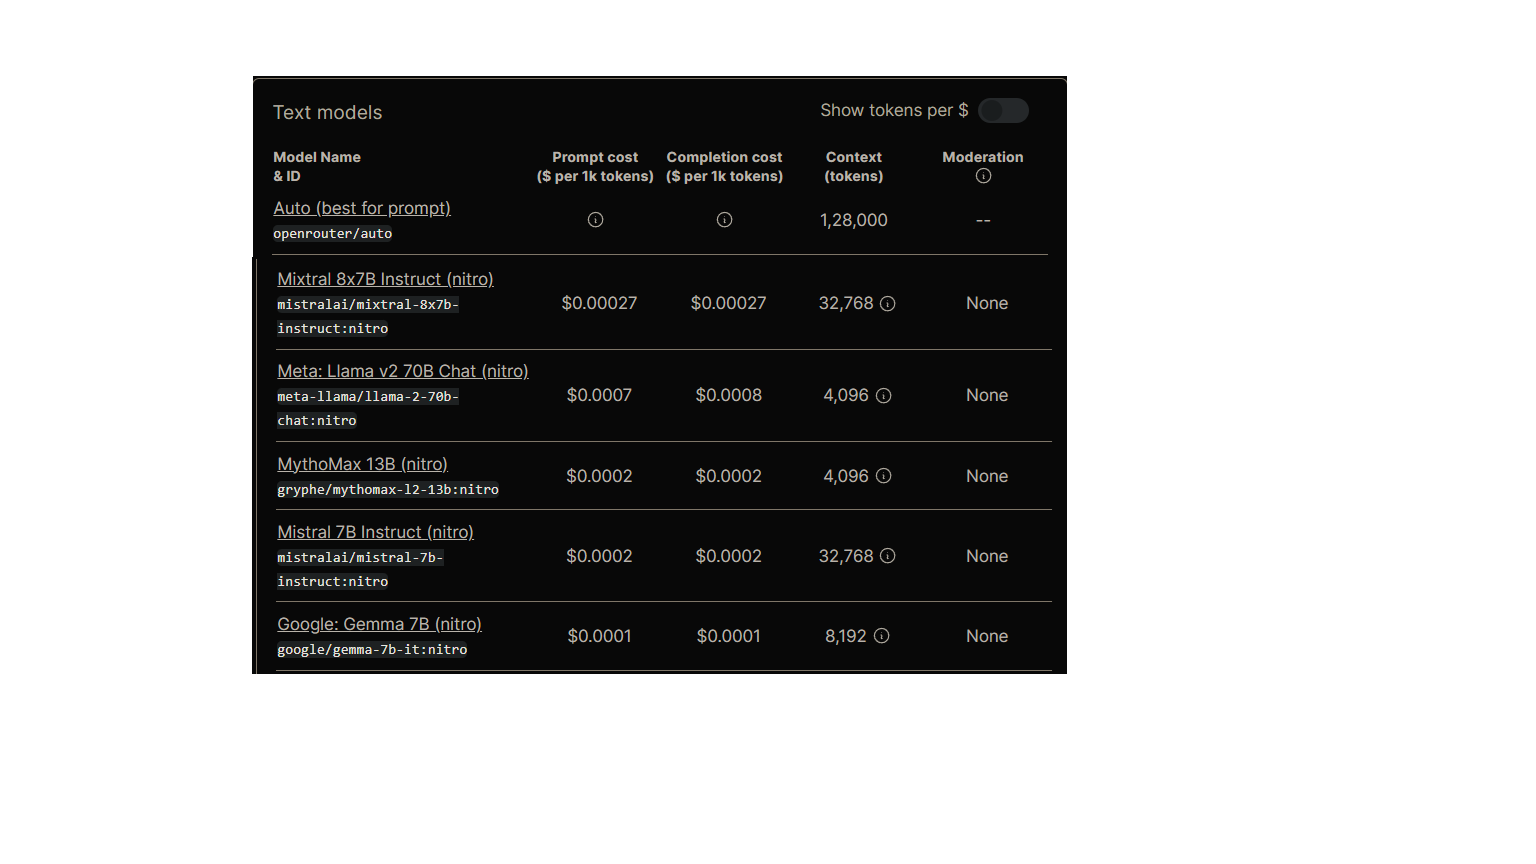 Text models
Show tokens per $
Model Name & ID
Prompt cost ($ per 1k tokens)
Completion cost ($ per 1k tokens)
Context (tokens)
Moderation
Auto (best for prompt)
openrouter/auto
1,28,000
--
Mixtral 8x7B Instruct (nitro)
mistralai/mixtral-8x7b-
instruct:nitro
$0.00027
$0.00027
32,768
None
Meta: Llama v2 70B Chat (nitro)
meta-llama/llama-2-70b-
chat:nitro
$0.0007
$0.0008
4,096
None
MythoMax 13B (nitro)
gryphe/mythomax-l2-13b:nitro
$0.0002
$0.0002
4,096
None
Mistral 7B Instruct (nitro)
mistralai/mistral-7b-
instruct:nitro
$0.0002
$0.0002
32,768
None
Google: Gemma 7B (nitro)
google/gemma-7b-it:nitro
$0.0001
$0.0001
8,192
None